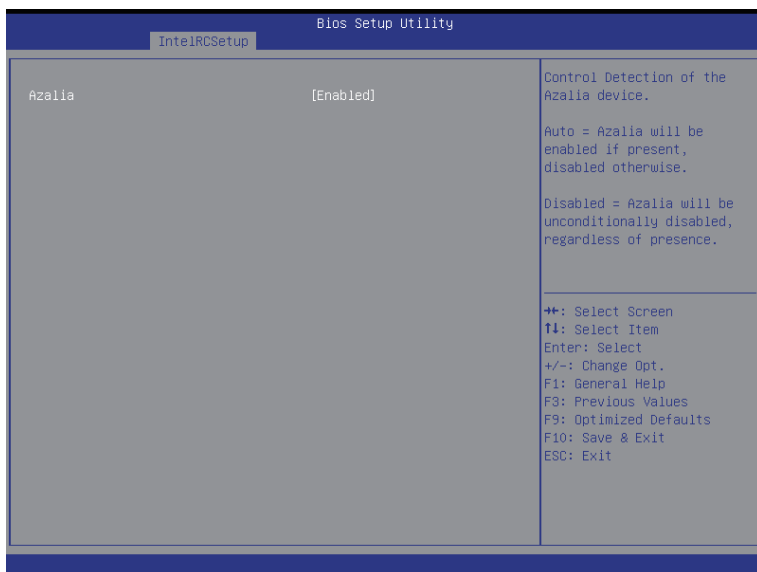 Bios Setup Utility
IntelRCSetup
Azalia [Enabled]
Control Detection of the
Azalia device.
Auto = Azalia will be
enabled if present,
disabled otherwise.
Disabled = Azalia will be
unconditionally disabled,
regardless of presence.
→←: Select Screen
↑↓: Select Item
Enter: Select
+/-: Change Opt.
F1: General Help
F3: Previous Values
F9: Optimized Defaults
F10: Save & Exit
ESC: Exit